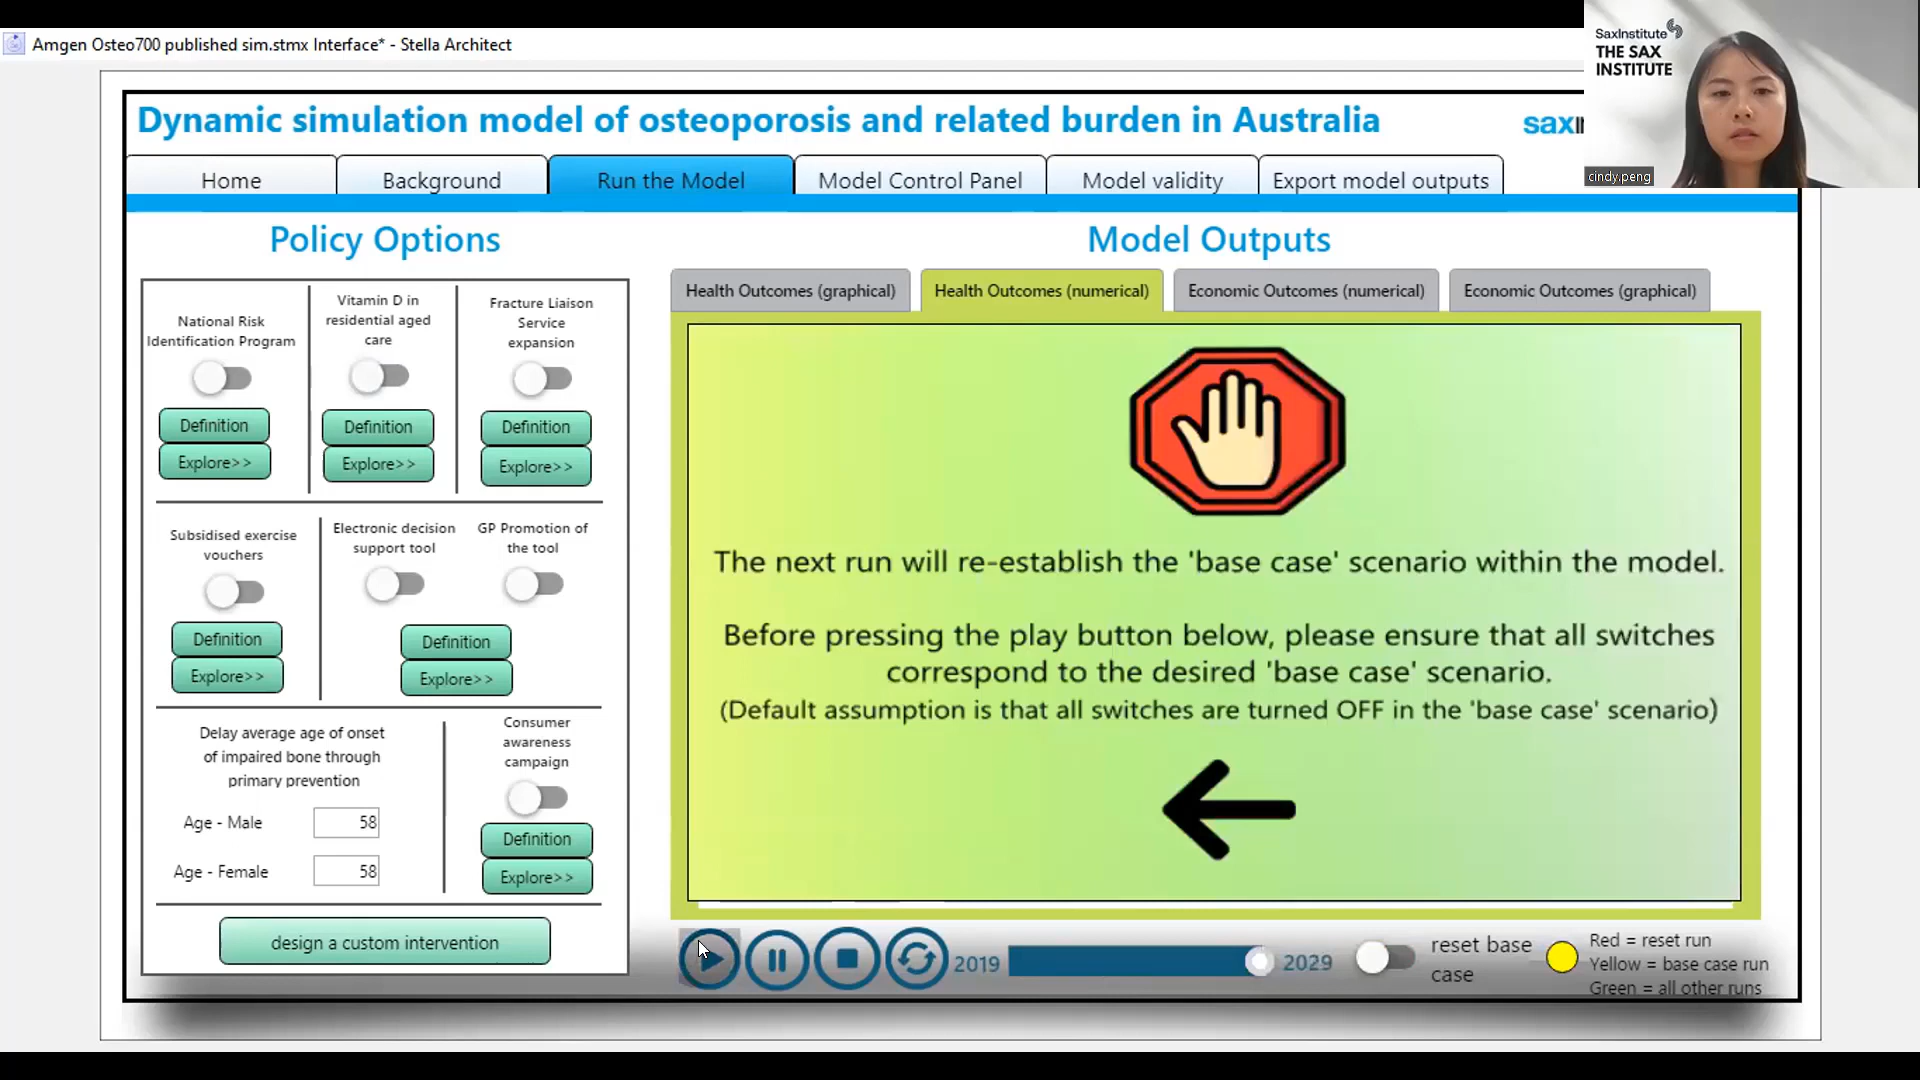 Amgen Osteo700 published sim.stmx Interface* - Stella Architect
SaxInstitute
THE SAX
INSTITUTE
cindy.peng
Dynamic simulation model of osteoporosis and related burden in Australia
Home
Background
Run the Model
Model Control Panel
Model validity
Export model outputs
Policy Options
National Risk
Identification Program
Definition
Explore>>
Vitamin D in
residential aged
care
Definition
Explore>>
Fracture Liaison
Service
expansion
Definition
Explore>>
Subsidised exercise
vouchers
Definition
Explore>>
Electronic decision
support tool
GP Promotion of
the tool
Definition
Explore>>
Delay average age of onset
of impaired bone through
primary prevention
Age - Male 58
Age - Female 58
Consumer
awareness
campaign
Definition
Explore>>
design a custom intervention
Model Outputs
Health Outcomes (graphical)
Health Outcomes (numerical)
Economic Outcomes (numerical)
Economic Outcomes (graphical)
The next run will re-establish the 'base case' scenario within the model.
Before pressing the play button below, please ensure that all switches
correspond to the desired 'base case' scenario.
(Default assumption is that all switches are turned OFF in the 'base case' scenario)
2019
2029
reset base
case
Red = reset run
Yellow = base case run
Green = all other runs